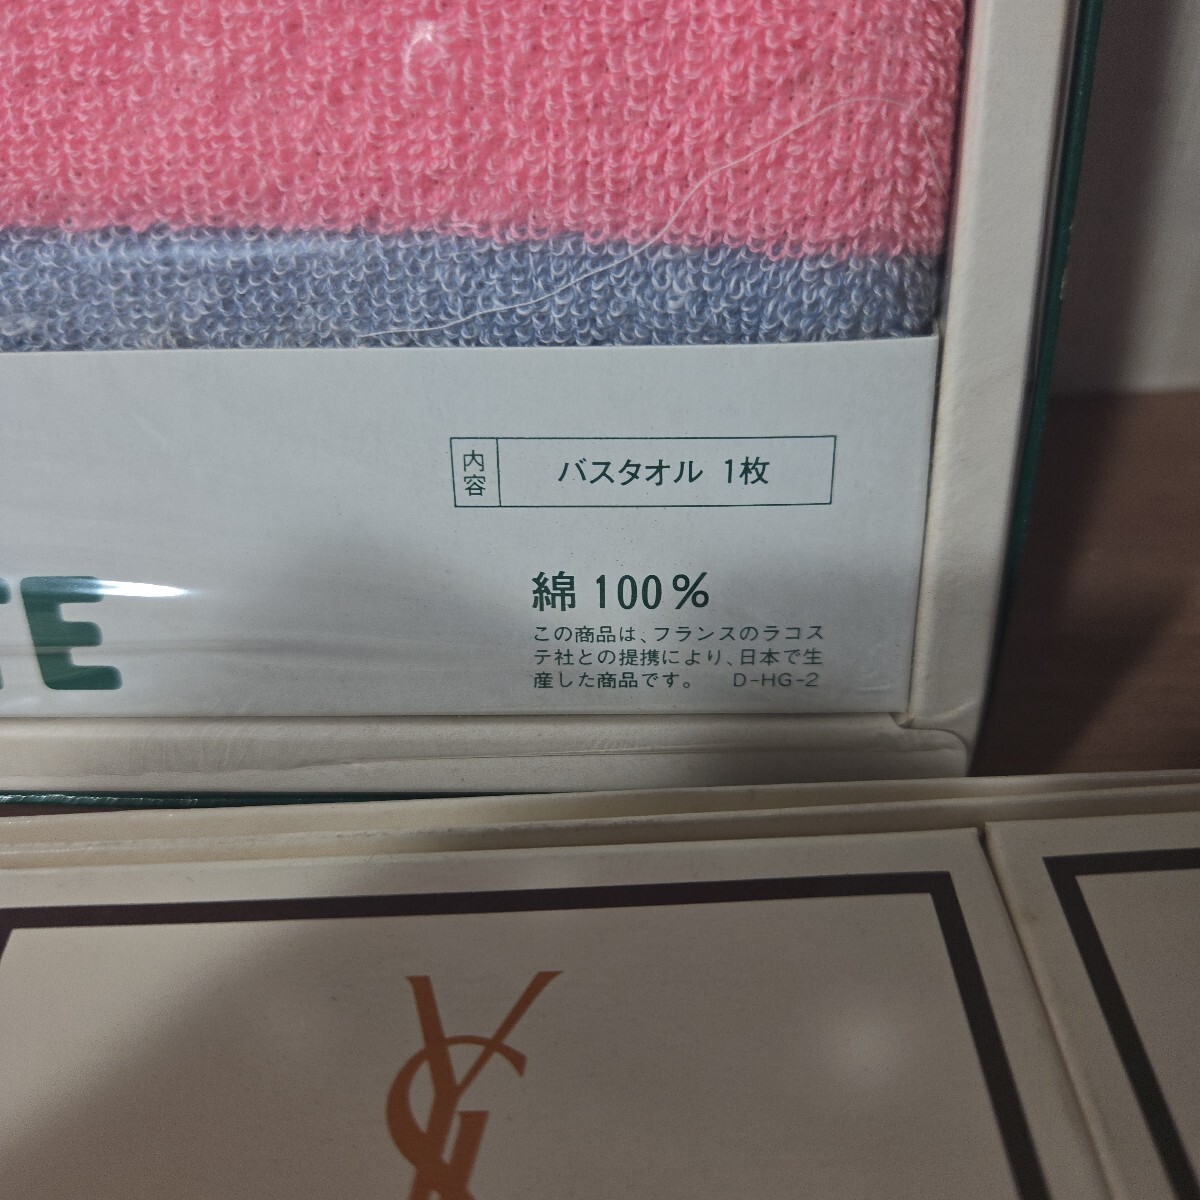 内容 バスタオル 1枚
TE
綿 100%
この商品は、フランスのラコス
テ社との提携により、日本で生
産した商品です。 D-HG-2
YSL